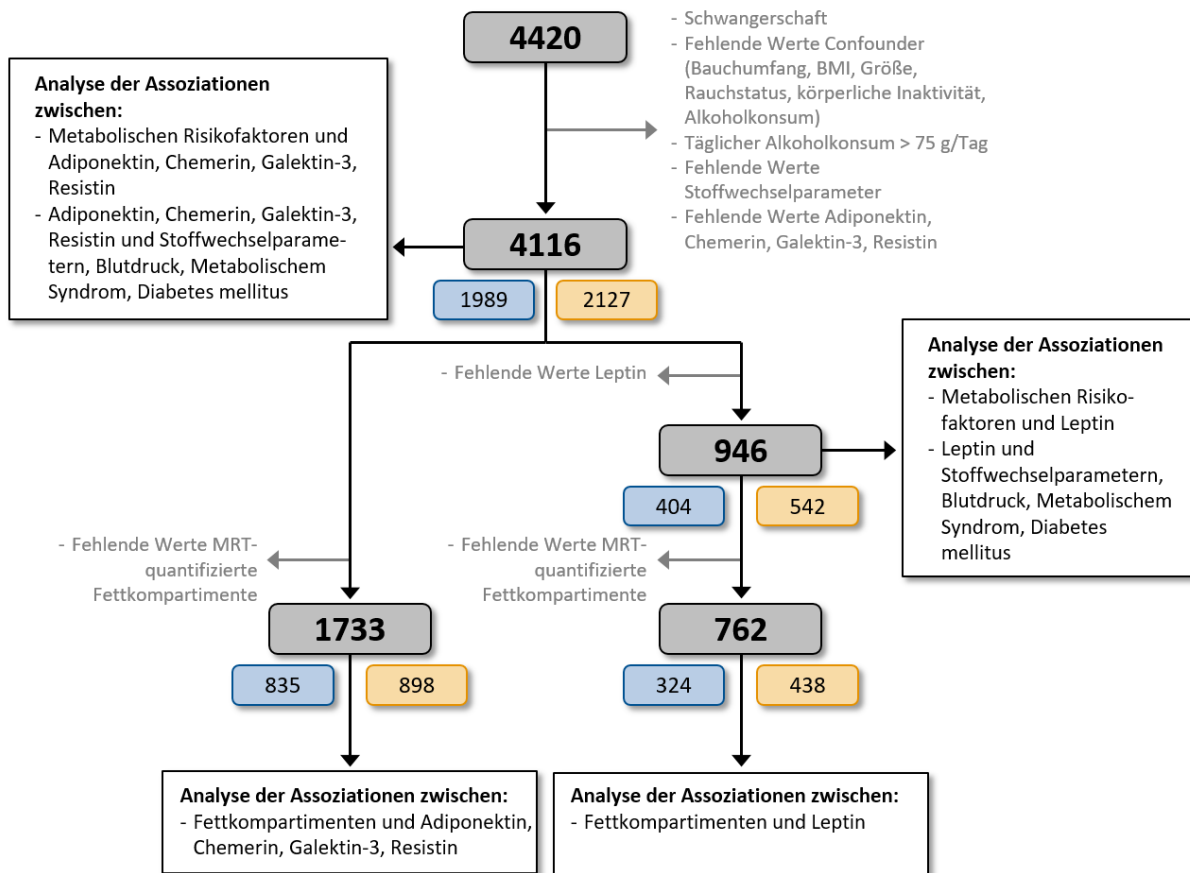 4420
- Schwangerschaft
- Fehlende Werte Confounder
(Bauchumfang, BMI, Größe,
Rauchstatus, körperliche Inaktivität,
Alkoholkonsum)
- Täglicher Alkoholkonsum > 75 g/Tag
- Fehlende Werte
Stoffwechselparameter
- Fehlende Werte Adiponektin,
Chemerin, Galektin-3, Resistin
Analyse der Assoziationen
zwischen:
- Metabolischen Risikofaktoren und
Adiponektin, Chemerin, Galektin-3,
Resistin
- Adiponektin, Chemerin, Galektin-3,
Resistin und Stoffwechselparame-
tern, Blutdruck, Metabolischem
Syndrom, Diabetes mellitus
4116
1989
2127
- Fehlende Werte Leptin
Analyse der Assoziationen
zwischen:
- Metabolischen Risiko-
faktoren und Leptin
- Leptin und
Stoffwechselparametern,
Blutdruck, Metabolischem
Syndrom, Diabetes
mellitus
946
404
542
- Fehlende Werte MRT-
quantifizierte
Fettkompartimente
- Fehlende Werte MRT-
quantifizierte
Fettkompartimente
1733
835
898
762
324
438
Analyse der Assoziationen zwischen:
- Fettkompartimenten und Adiponektin,
Chemerin, Galektin-3, Resistin
Analyse der Assoziationen zwischen:
- Fettkompartimenten und Leptin